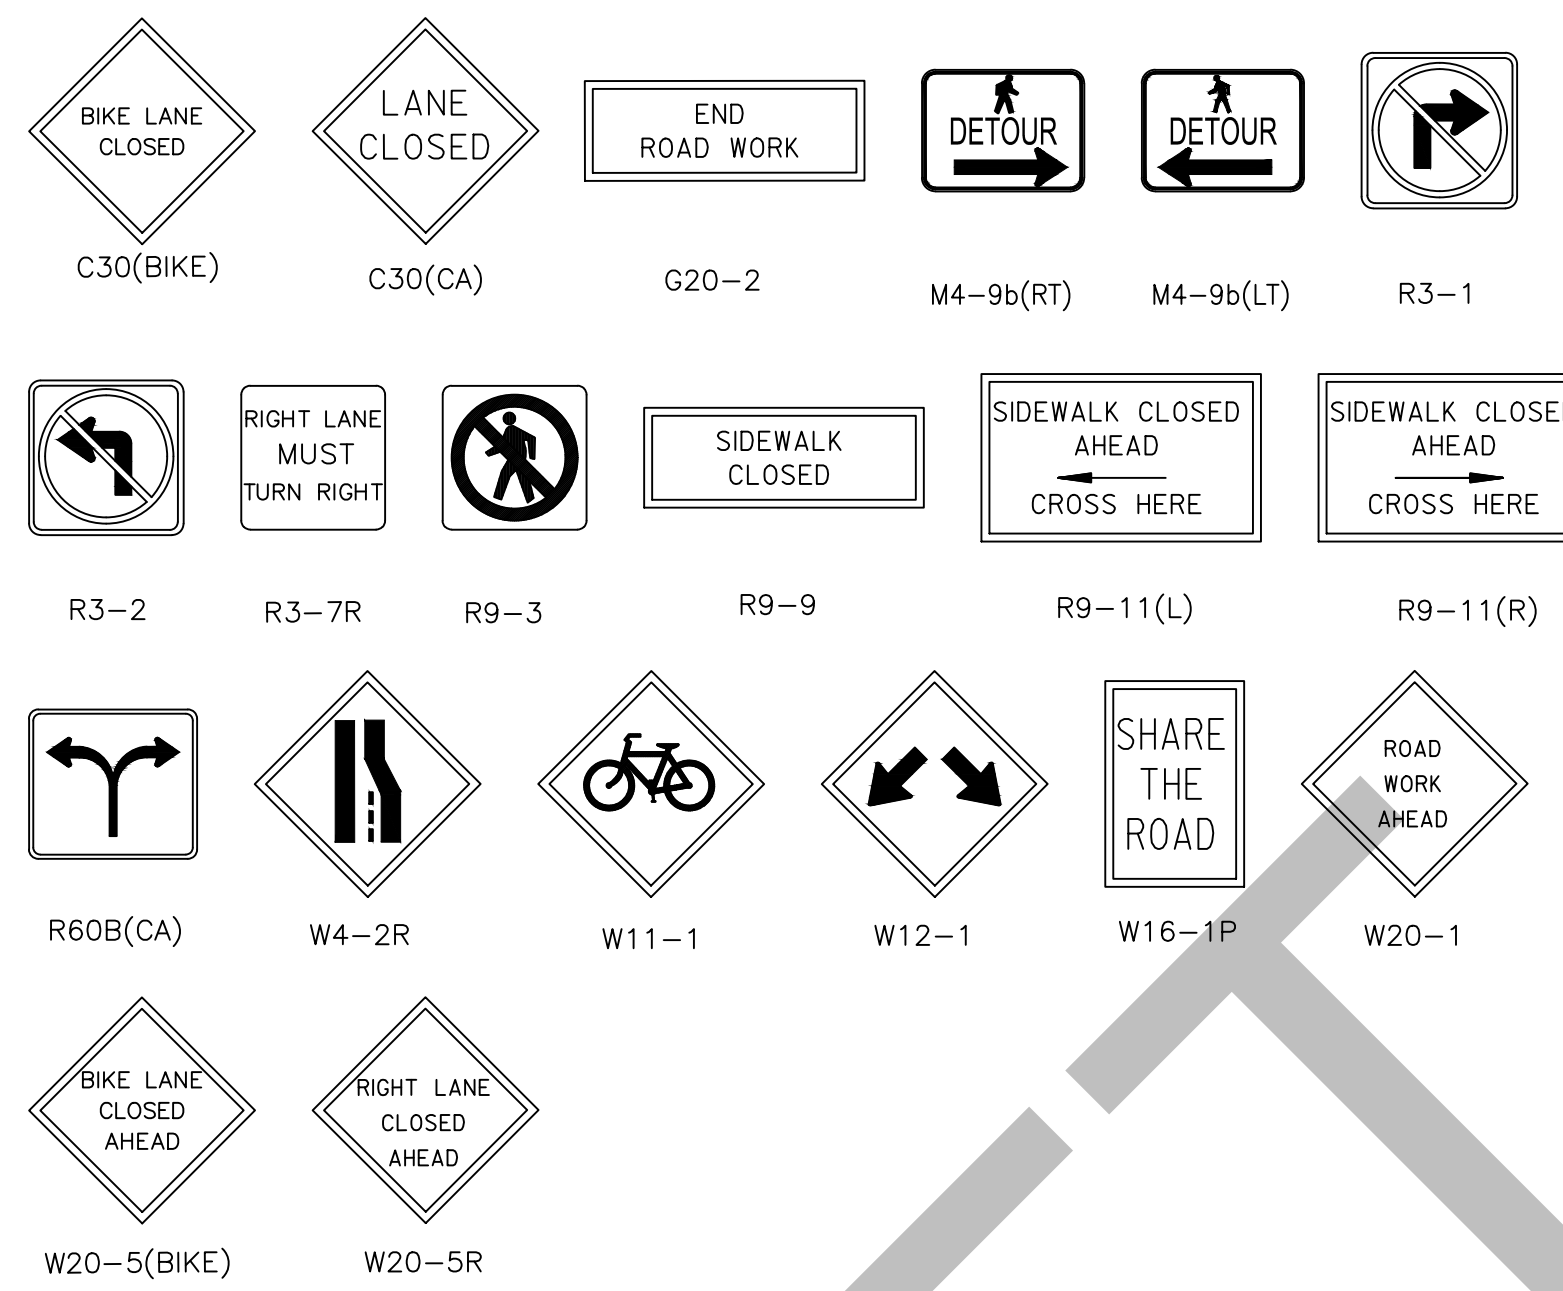 BIKE LANE
CLOSED
C30(BIKE)
LANE
CLOSED
C30(CA)
END
ROAD WORK
G20-2
DETOUR
M4-9b(RT)
DETOUR
M4-9b(LT)
R3-1
R3-2
RIGHT LANE
MUST
TURN RIGHT
R3-7R
R9-3
SIDEWALK
CLOSED
R9-9
SIDEWALK CLOSED
AHEAD
CROSS HERE
R9-11(L)
SIDEWALK CLOSE
AHEAD
CROSS HERE
R9-11(R)
R60B(CA)
W4-2R
W11-1
W12-1
SHARE
THE
ROAD
W16-1P
ROAD
WORK
AHEAD
W20-1
BIKE LANE
CLOSED
AHEAD
W20-5(BIKE)
RIGHT LANE
CLOSED
AHEAD
W20-5R